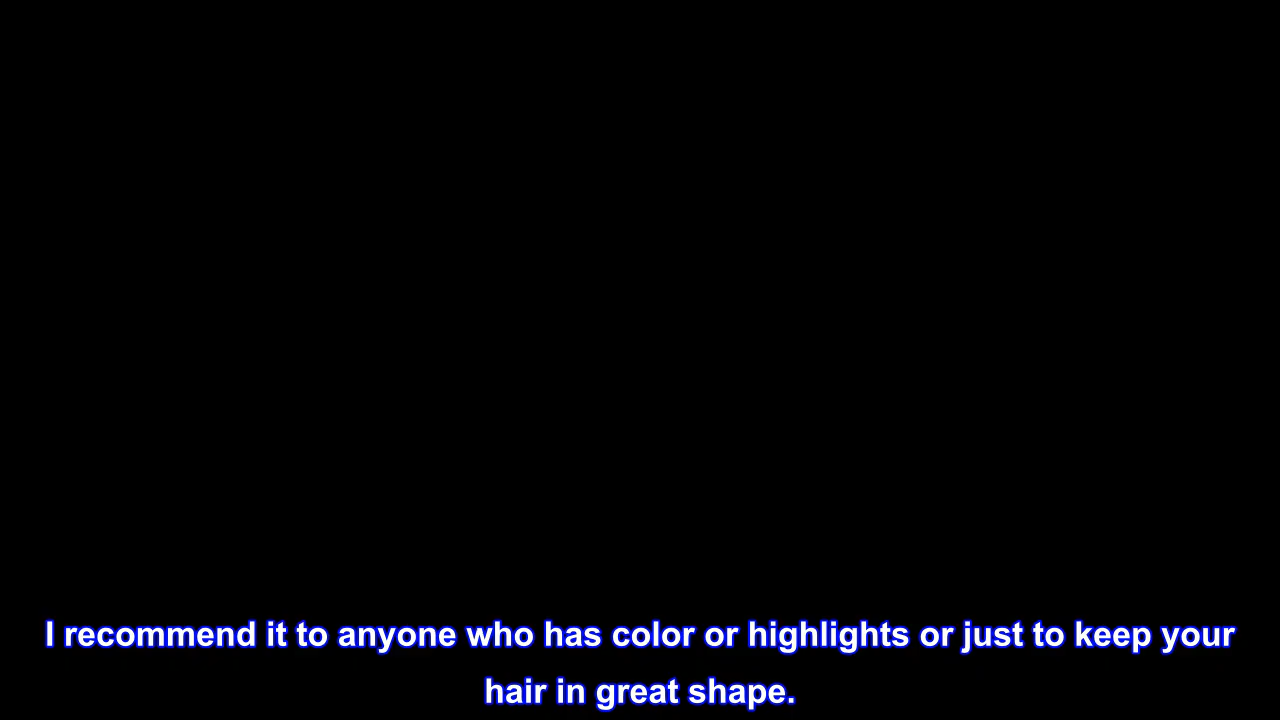 I recommend it to anyone who has color or highlights or just to keep your
hair in great shape.